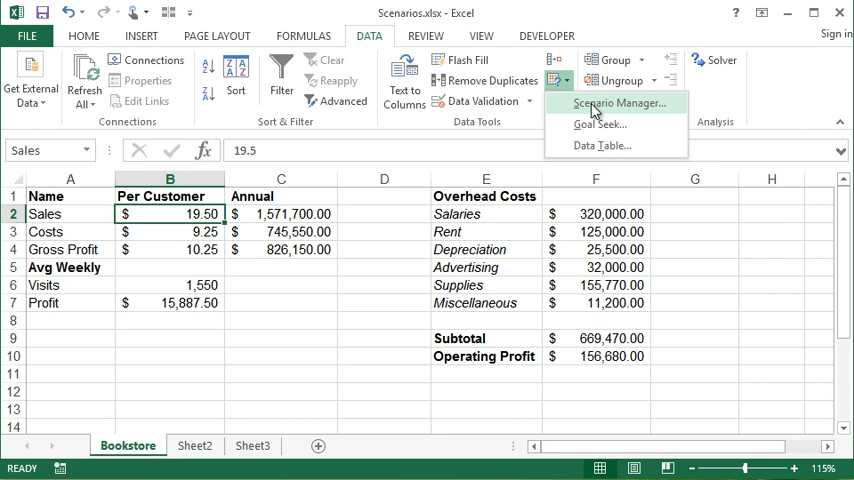 Scenarios.xlsx - Excel
Sign in
FILE HOME INSERT PAGE LAYOUT FORMULAS DATA REVIEW VIEW DEVELOPER
Get External Data
Refresh All
Connections
Properties
Edit Links
Sort
Filter
Clear
Reapply
Advanced
Text to Columns
Flash Fill
Remove Duplicates
Data Validation
Group
Ungroup
Solver
Scenario Manager...
Goal Seek...
Data Table...
Connections Sort & Filter Data Tools Analysis
Sales fx 19.5
A B C D E F G H
1 Name Per Customer Annual Overhead Costs
2 Sales $ 19.50 $ 1,571,700.00 Salaries $ 320,000.00
3 Costs $ 9.25 $ 745,550.00 Rent $ 125,000.00
4 Gross Profit $ 10.25 $ 826,150.00 Depreciation $ 25,500.00
5 Avg Weekly Advertising $ 32,000.00
6 Visits 1,550 Supplies $ 155,770.00
7 Profit $ 15,887.50 Miscellaneous $ 11,200.00
8
9 Subtotal $ 669,470.00
10 Operating Profit $ 156,680.00
11
12
13
14
Bookstore Sheet2 Sheet3
READY 115%